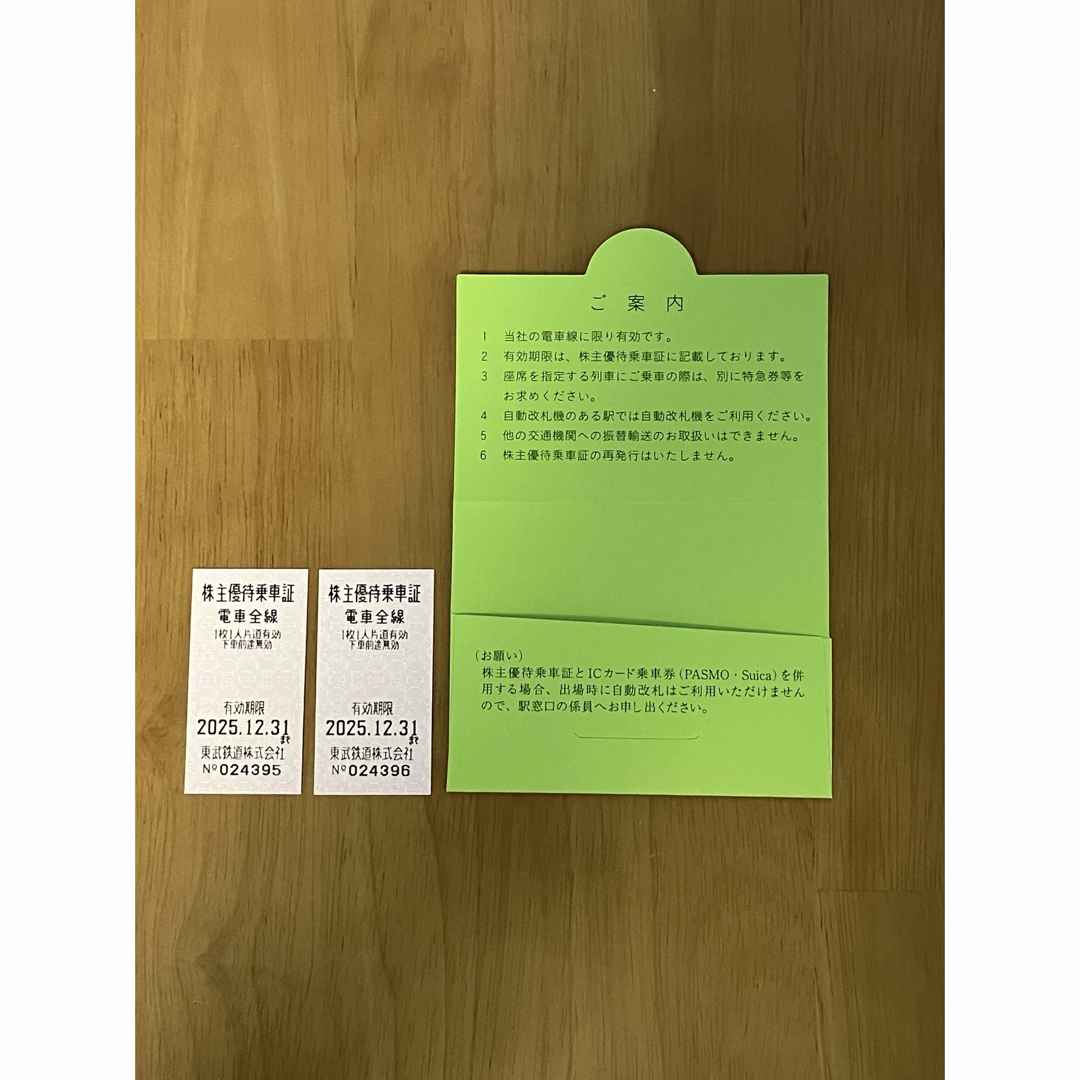 ご案内
1 当社の電車線に限り有効です。
2 有効期限は、株主優待乗車証に記載しております。
3 座席を指定する列車にご乗車の際は、別に特急券等を
お求めください。
4 自動改札機のある駅では自動改札機をご利用ください。
5 他の交通機関への振替輸送のお取扱いはできません。
6 株主優待乗車証の再発行はいたしません。
(お願い)
株主優待乗車証とICカード乗車券(PASMO・Suica)を併
用する場合、出場時に自動改札はご利用いただけません
ので、駅窓口の係員へお申し出ください。
株主優待乗車証
電車全線
1枚1人片道有効
下車前途無効
有効期限
2025.12.31まで
東武鉄道株式会社
№024395
株主優待乗車証
電車全線
1枚1人片道有効
下車前途無効
有効期限
2025.12.31まで
東武鉄道株式会社
№024396